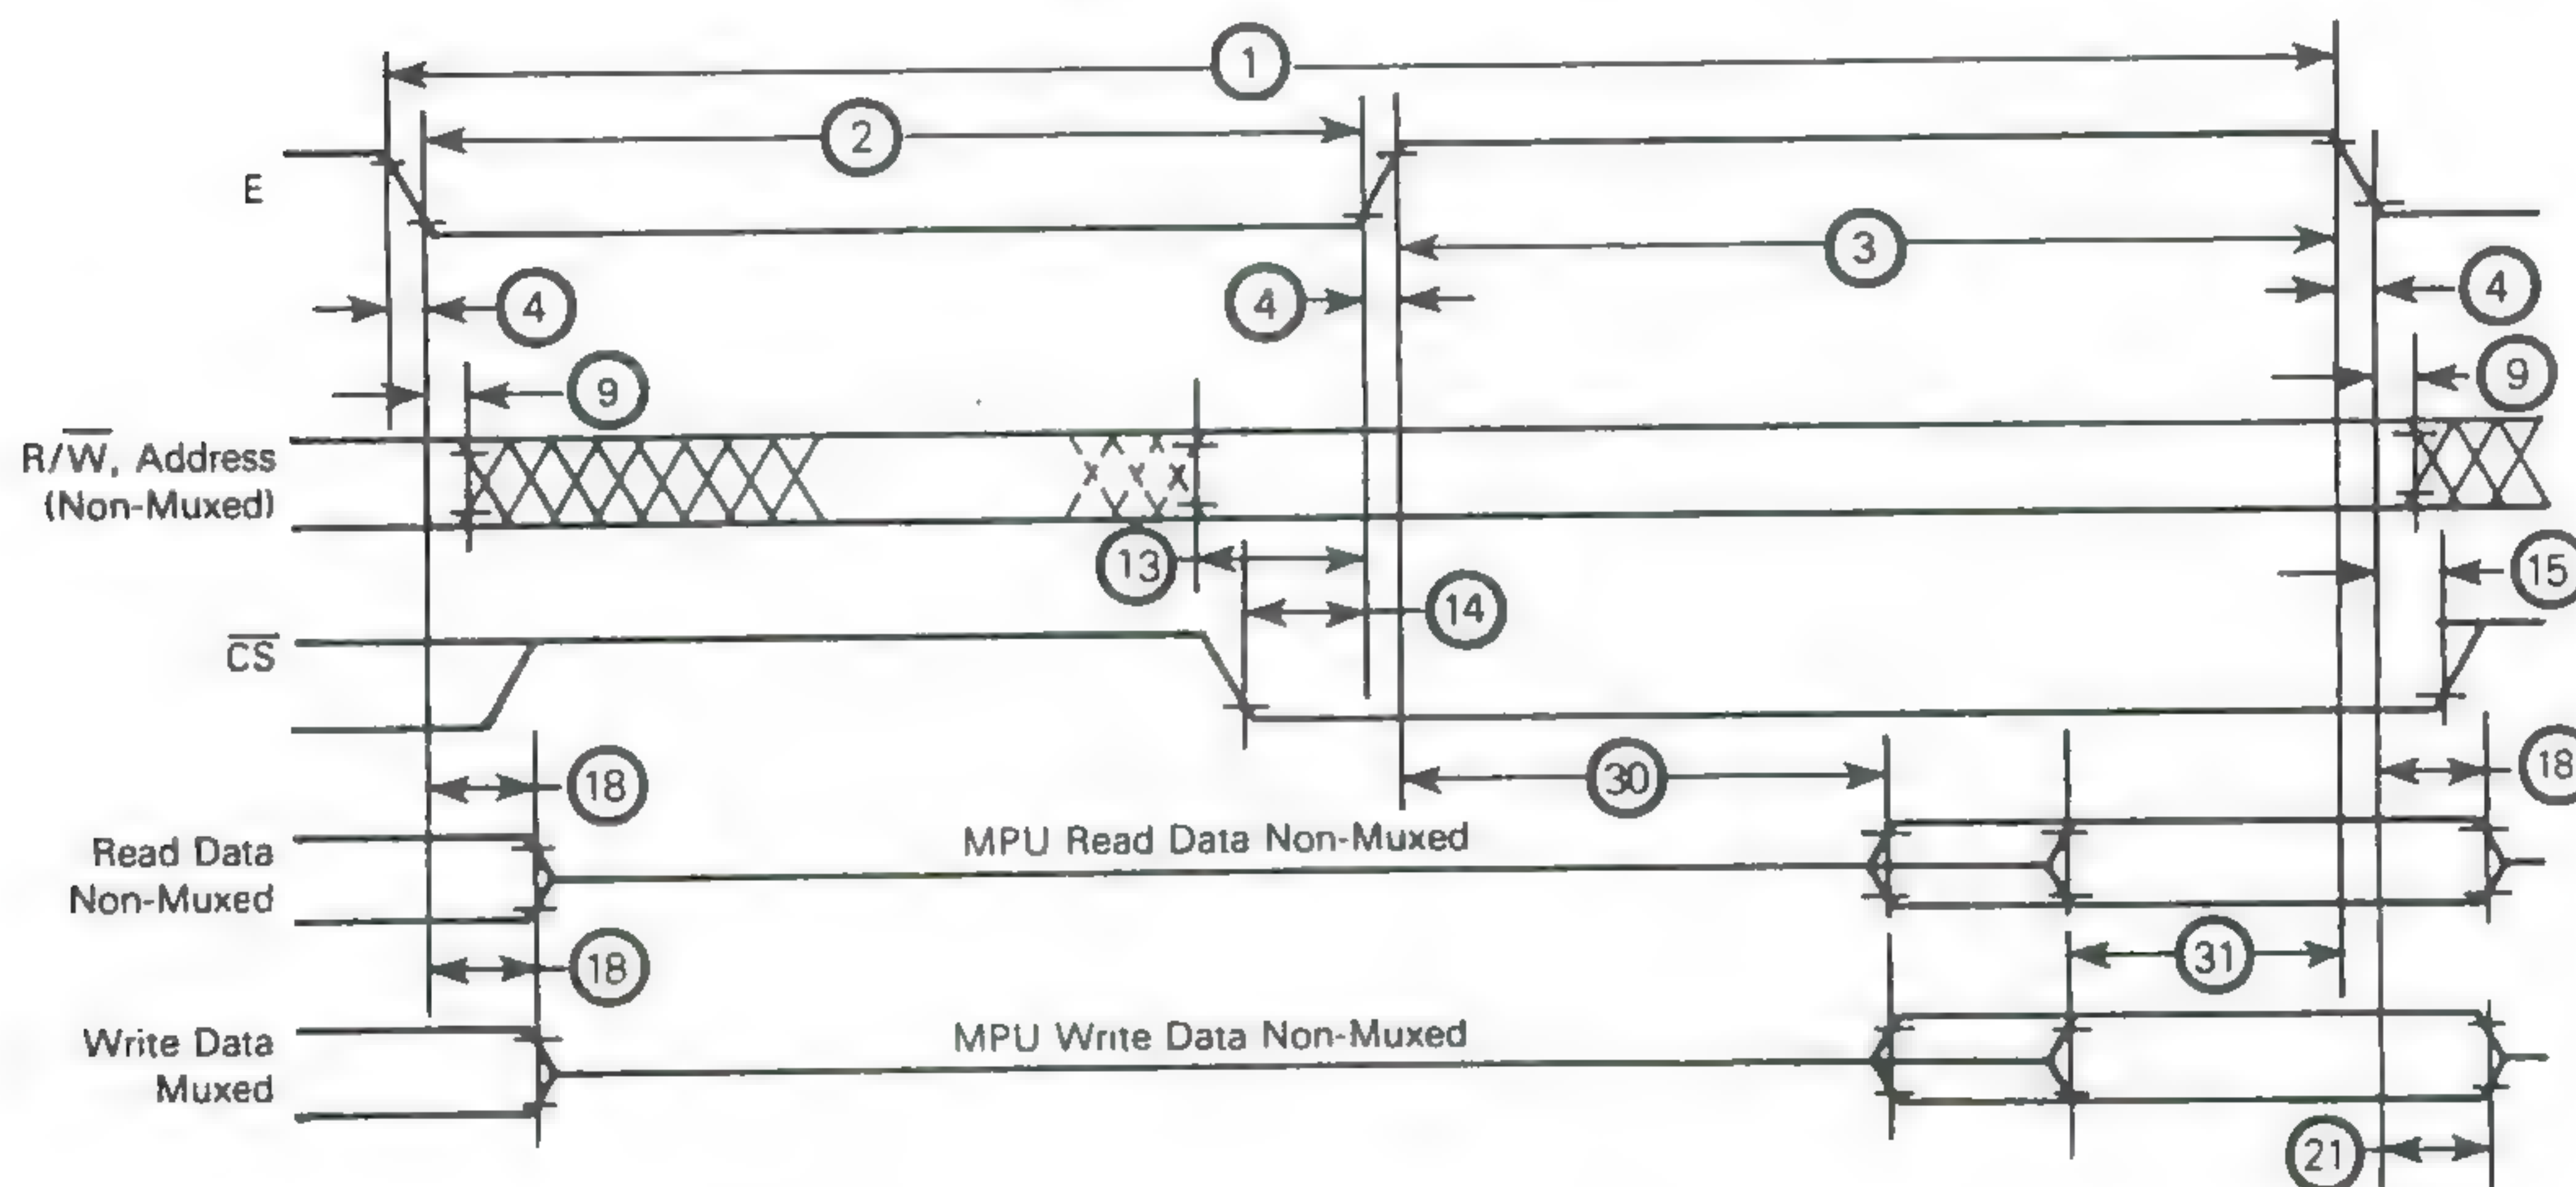 1
2
E
3
4
4
4
9
9
R/W̅, Address
(Non-Muxed)
13
15
14
C̅S̅
18
30
18
MPU Read Data Non-Muxed
Read Data
Non-Muxed
18
31
MPU Write Data Non-Muxed
Write Data
Muxed
21